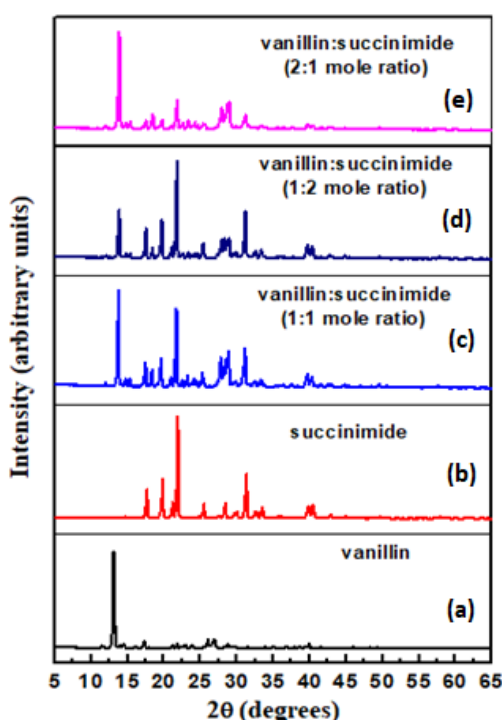 vanillin:succinimide
(2:1 mole ratio)
(e)
vanillin:succinimide
(1:2 mole ratio)
(d)
vanillin:succinimide
(1:1 mole ratio)
(c)
succinimide
(b)
vanillin
(a)
Intensity (arbitrary units)
5 10 15 20 25 30 35 40 45 50 55 60 65
2θ (degrees)